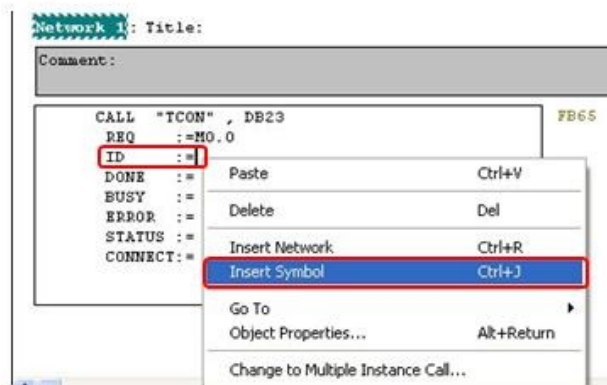 Network 1: Title:
Comment:
CALL "TCON" , DB23 FB65
REQ :=M0.0
ID :=
DONE :=
BUSY :=
ERROR :=
STATUS :=
CONNECT:=
Paste Ctrl+V
Delete Del
Insert Network Ctrl+R
Insert Symbol Ctrl+J
Go To
Object Properties... Alt+Return
Change to Multiple Instance Call...